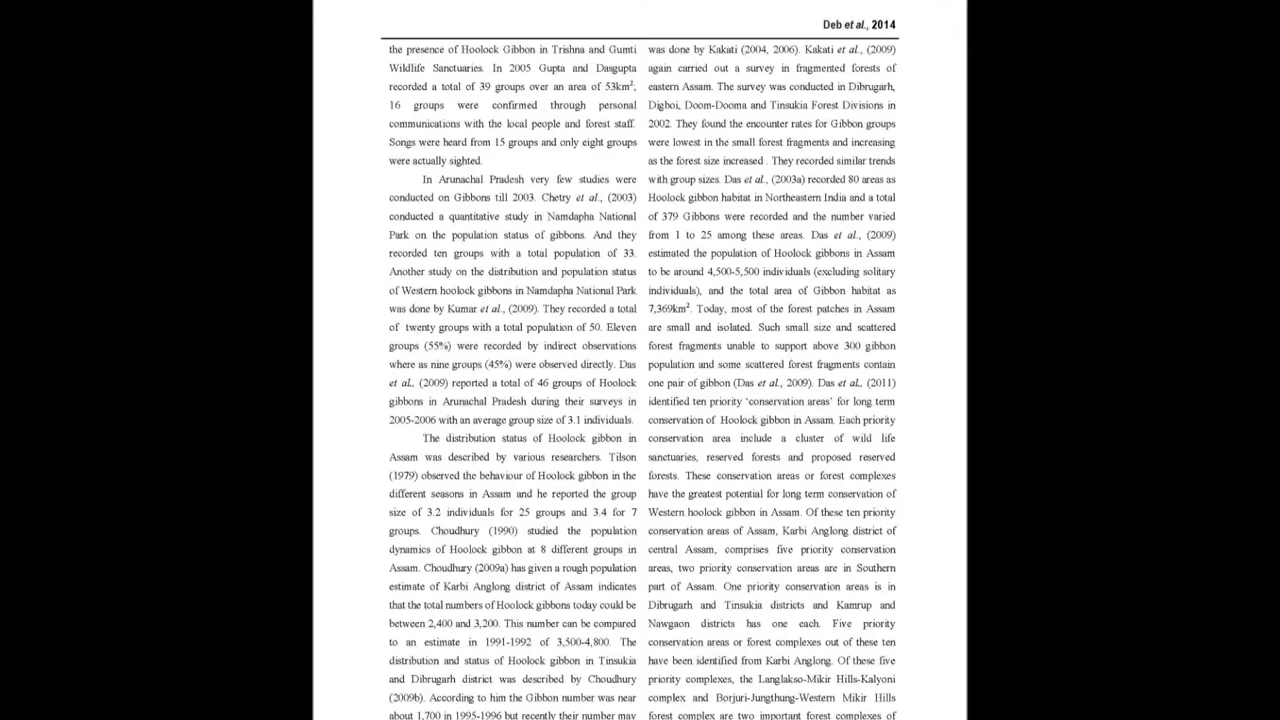 Deb et al., 2014
the presence of Hoolock Gibbon in Trishna and Gumti
Wildlife Sanctuaries. In 2005 Gupta and Dasgupta
recorded a total of 39 groups over an area of 53km²;
16 groups were confirmed through personal
communications with the local people and forest staff.
Songs were heard from 15 groups and only eight groups
were actually sighted.
In Arunachal Pradesh very few studies were
conducted on Gibbons till 2003. Chetry et al., (2003)
conducted a quantitative study in Namdapha National
Park on the population status of gibbons. And they
recorded ten groups with a total population of 33.
Another study on the distribution and population status
of Western hoolock gibbons in Namdapha National Park
was done by Kumar et al., (2009). They recorded a total
of twenty groups with a total population of 50. Eleven
groups (55%) were recorded by indirect observations
where as nine groups (45%) were observed directly. Das
et al., (2009) reported a total of 46 groups of Hoolock
gibbons in Arunachal Pradesh during their surveys in
2005-2006 with an average group size of 3.1 individuals.
The distribution status of Hoolock gibbon in
Assam was described by various researchers. Tilson
(1979) observed the behaviour of Hoolock gibbon in the
different seasons in Assam and he reported the group
size of 3.2 individuals for 25 groups and 3.4 for 7
groups. Choudhury (1990) studied the population
dynamics of Hoolock gibbon at 8 different groups in
Assam. Choudhury (2009a) has given a rough population
estimate of Karbi Anglong district of Assam indicates
that the total numbers of Hoolock gibbons today could be
between 2,400 and 3,200. This number can be compared
to an estimate in 1991-1992 of 3,500-4,800. The
distribution and status of Hoolock gibbon in Tinsukia
and Dibrugarh district was described by Choudhury
(2009b). According to him the Gibbon number was near
about 1,700 in 1995-1996 but recently their number may
was done by Kakati (2004, 2006). Kakati et al., (2009)
again carried out a survey in fragmented forests of
eastern Assam. The survey was conducted in Dibrugarh,
Digboi, Doom-Dooma and Tinsukia Forest Divisions in
2002. They found the encounter rates for Gibbon groups
were lowest in the small forest fragments and increasing
as the forest size increased . They recorded similar trends
with group sizes. Das et al., (2003a) recorded 80 areas as
Hoolock gibbon habitat in Northeastern India and a total
of 379 Gibbons were recorded and the number varied
from 1 to 25 among these areas. Das et al., (2009)
estimated the population of Hoolock gibbons in Assam
to be around 4,500-5,500 individuals (excluding solitary
individuals), and the total area of Gibbon habitat as
7,369km². Today, most of the forest patches in Assam
are small and isolated. Such small size and scattered
forest fragments unable to support above 300 gibbon
population and some scattered forest fragments contain
one pair of gibbon (Das et al., 2009). Das et al., (2011)
identified ten priority ‘conservation areas’ for long term
conservation of Hoolock gibbon in Assam. Each priority
conservation area include a cluster of wild life
sanctuaries, reserved forests and proposed reserved
forests. These conservation areas or forest complexes
have the greatest potential for long term conservation of
Western hoolock gibbon in Assam. Of these ten priority
conservation areas of Assam, Karbi Anglong district of
central Assam, comprises five priority conservation
areas, two priority conservation areas are in Southern
part of Assam. One priority conservation areas is in
Dibrugarh and Tinsukia districts and Kamrup and
Nawgaon districts has one each. Five priority
conservation areas or forest complexes out of these ten
have been identified from Karbi Anglong. Of these five
priority complexes, the Langlakso-Mikir Hills-Kalyoni
complex and Borjuri-Jungthung-Western Mikir Hills
forest complex are two important forest complexes of